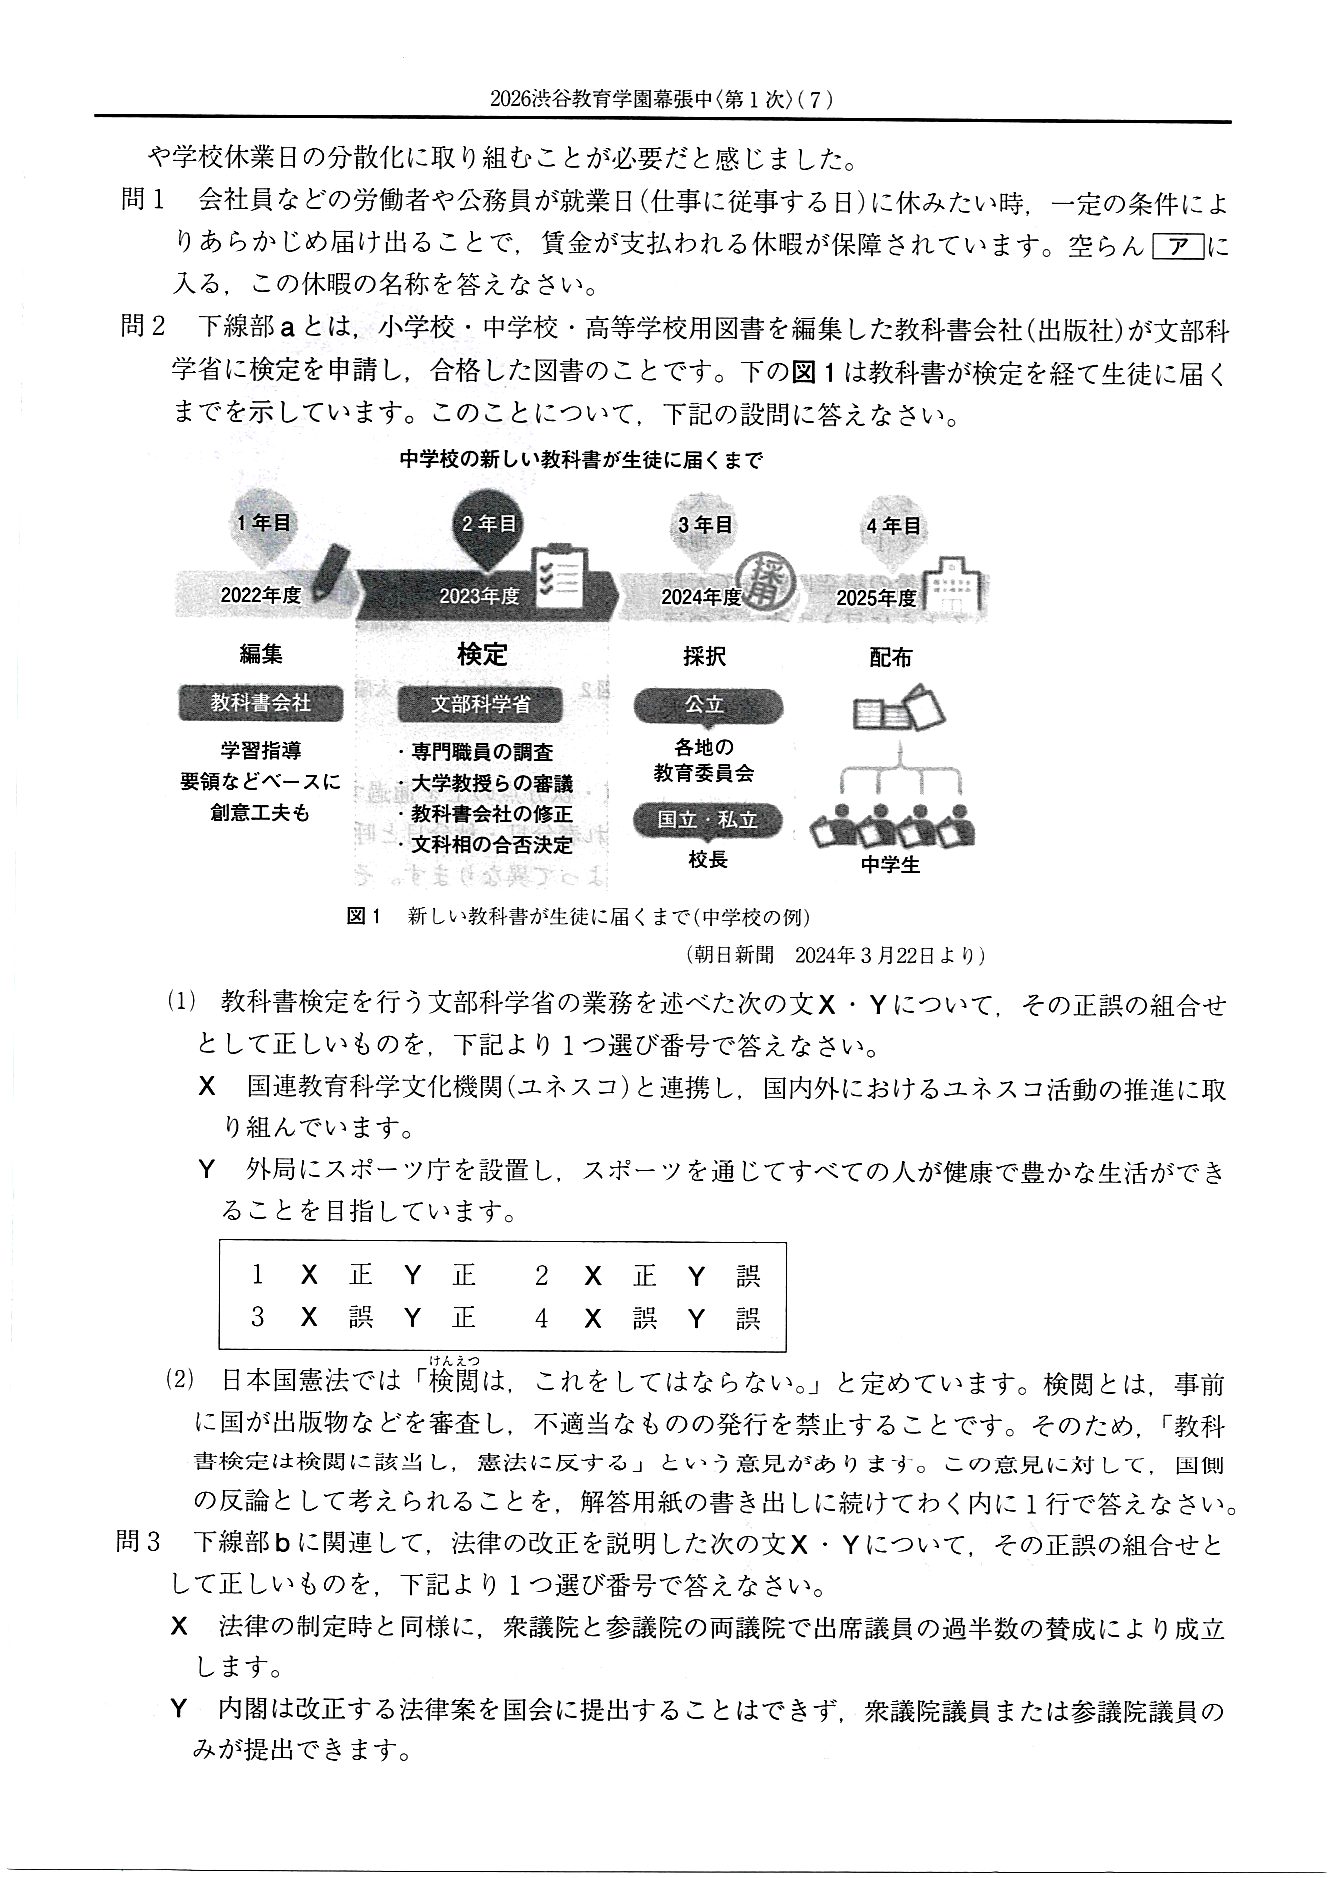 2026渋谷教育学園幕張中〈第1次〉(7)
や学校休業日の分散化に取り組むことが必要だと感じました。
問1 会社員などの労働者や公務員が就業日(仕事に従事する日)に休みたい時，一定の条件によ
りあらかじめ届け出ることで，賃金が支払われる休暇が保障されています。空らん ア に
入る，この休暇の名称を答えなさい。
問2 下線部aとは，小学校・中学校・高等学校用図書を編集した教科書会社(出版社)が文部科
学省に検定を申請し，合格した図書のことです。下の図1は教科書が検定を経て生徒に届く
までを示しています。このことについて，下記の設問に答えなさい。
中学校の新しい教科書が生徒に届くまで
1年目 2年目 3年目 4年目
2022年度 2023年度 2024年度 採用 2025年度
編集 検定 採択 配布
教科書会社 文部科学省 公立
学習指導 ・専門職員の調査 各地の
要領などベースに ・大学教授らの審議 教育委員会
創意工夫も ・教科書会社の修正 国立・私立
・文科相の合否決定 校長 中学生
図1 新しい教科書が生徒に届くまで(中学校の例)
(朝日新聞 2024年3月22日より)
(1) 教科書検定を行う文部科学省の業務を述べた次の文X・Yについて，その正誤の組合せ
として正しいものを，下記より1つ選び番号で答えなさい。
X 国連教育科学文化機関(ユネスコ)と連携し，国内外におけるユネスコ活動の推進に取
り組んでいます。
Y 外局にスポーツ庁を設置し，スポーツを通じてすべての人が健康で豊かな生活ができ
ることを目指しています。
1 X 正 Y 正 2 X 正 Y 誤
3 X 誤 Y 正 4 X 誤 Y 誤
けんえつ
(2) 日本国憲法では「検閲は，これをしてはならない。」と定めています。検閲とは，事前
に国が出版物などを審査し，不適当なものの発行を禁止することです。そのため，「教科
書検定は検閲に該当し，憲法に反する」という意見があります。この意見に対して，国側
の反論として考えられることを，解答用紙の書き出しに続けてわく内に1行で答えなさい。
問3 下線部bに関連して，法律の改正を説明した次の文X・Yについて，その正誤の組合せと
して正しいものを，下記より1つ選び番号で答えなさい。
X 法律の制定時と同様に，衆議院と参議院の両議院で出席議員の過半数の賛成により成立
します。
Y 内閣は改正する法律案を国会に提出することはできず，衆議院議員または参議院議員の
みが提出できます。